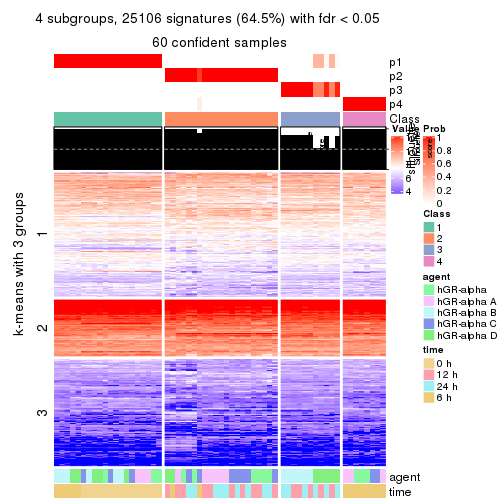 4 subgroups, 25106 signatures (64.5%) with fdr < 0.05
60 confident samples
p1
p2
p3
p4
Class
k-means with 3 groups
1
2
3
agent
time
Value
6
4
Prob
1
0.8
0.6
0.4
0.2
0
Class
1
2
3
4
agent
hGR-alpha
hGR-alpha A
hGR-alpha B
hGR-alpha C
hGR-alpha D
time
0 h
12 h
24 h
6 h